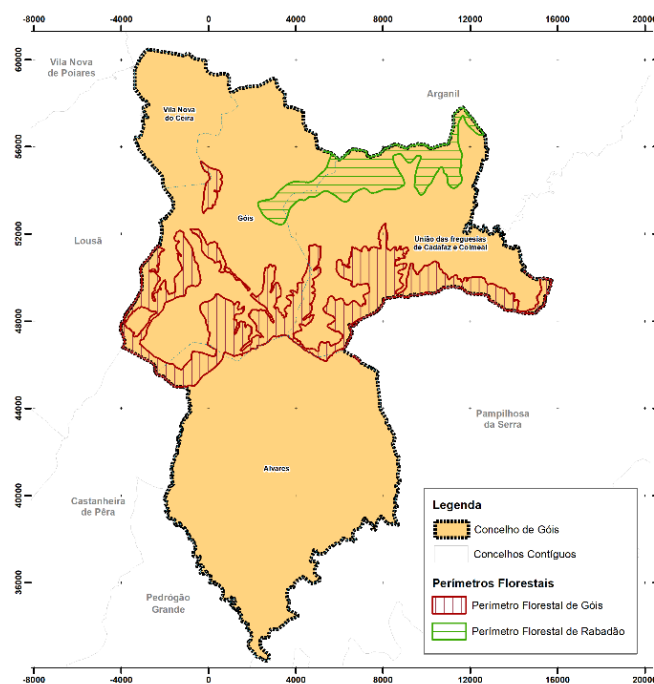 -8000 -4000 0 4000 8000 12000 16000 20000
60000
56000
52000
48000
44000
40000
36000
Vila Nova
de Poiares
Arganil
Vila Nova
do Ceira
Góis
Lousã
União das freguesias
de Cadafaz e Colmeal
Pampilhosa
da Serra
Alvares
Castanheira
de Pêra
Pedrógão
Grande
Legenda
Concelho de Góis
Concelhos Contíguos
Perímetros Florestais
Perímetro Florestal de Góis
Perímetro Florestal de Rabadão
-8000 -4000 0 4000 8000 12000 16000 20000